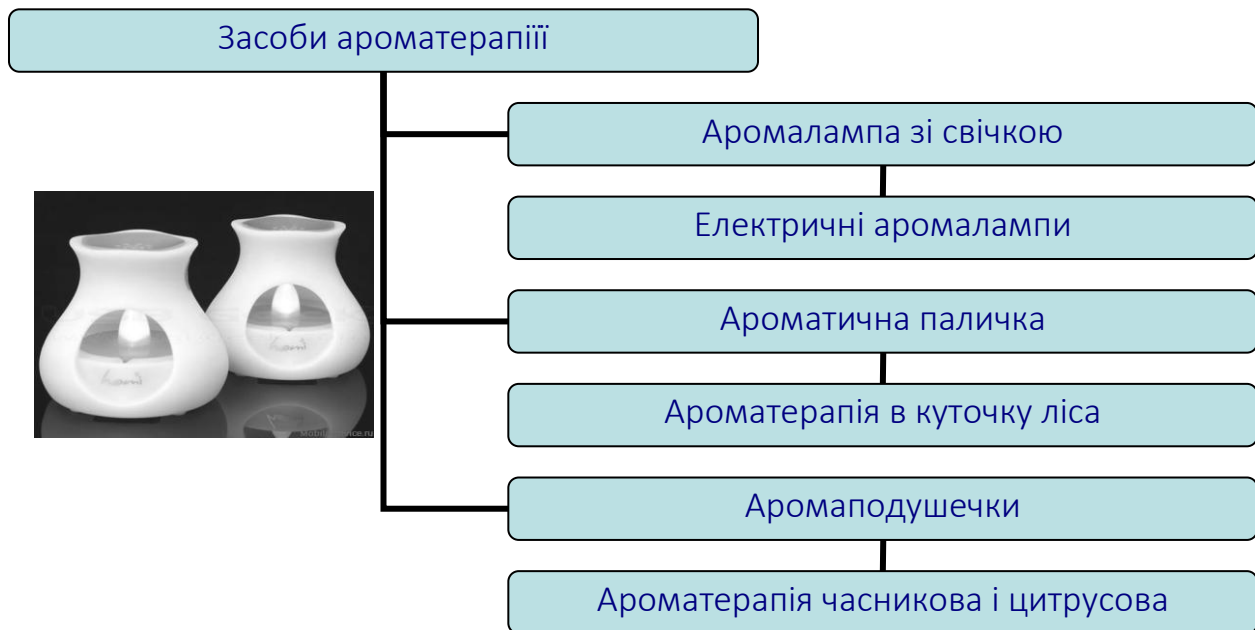 Засоби ароматерапіїї
Аромалампа зі свічкою
Електричні аромалампи
Ароматична паличка
Ароматерапія в куточку ліса
Аромаподушечки
Ароматерапія часникова і цитрусова